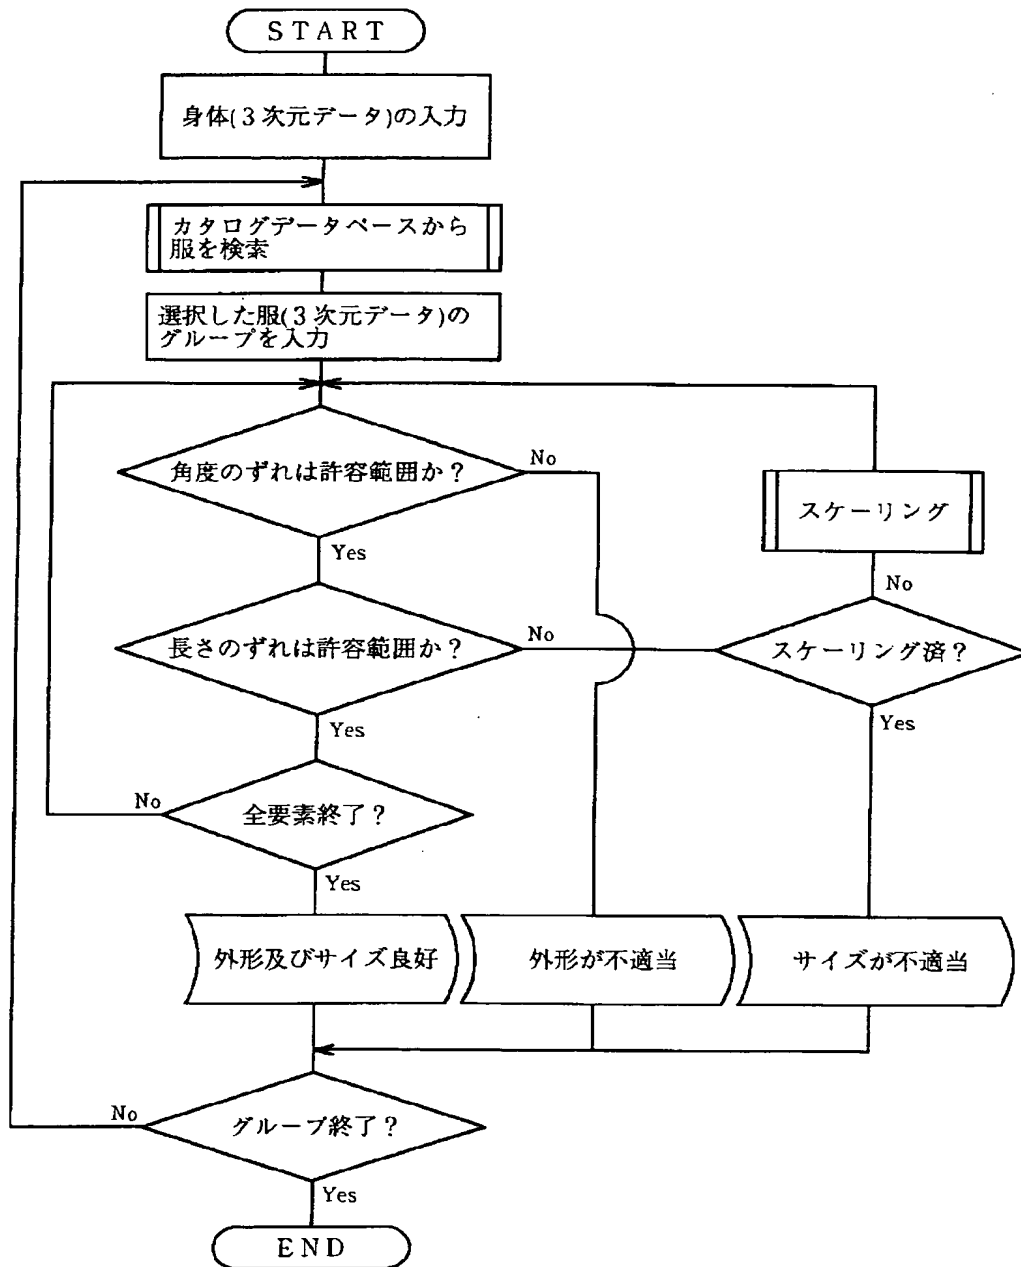 START
身体(3次元データ)の入力
カタログデータベースから
服を検索
選択した服(3次元データ)の
グループを入力
角度のずれは許容範囲か?
No
Yes
スケーリング
No
長さのずれは許容範囲か?
No
スケーリング済?
Yes
Yes
全要素終了?
No
Yes
外形及びサイズ良好
外形が不適当
サイズが不適当
グループ終了?
No
Yes
END